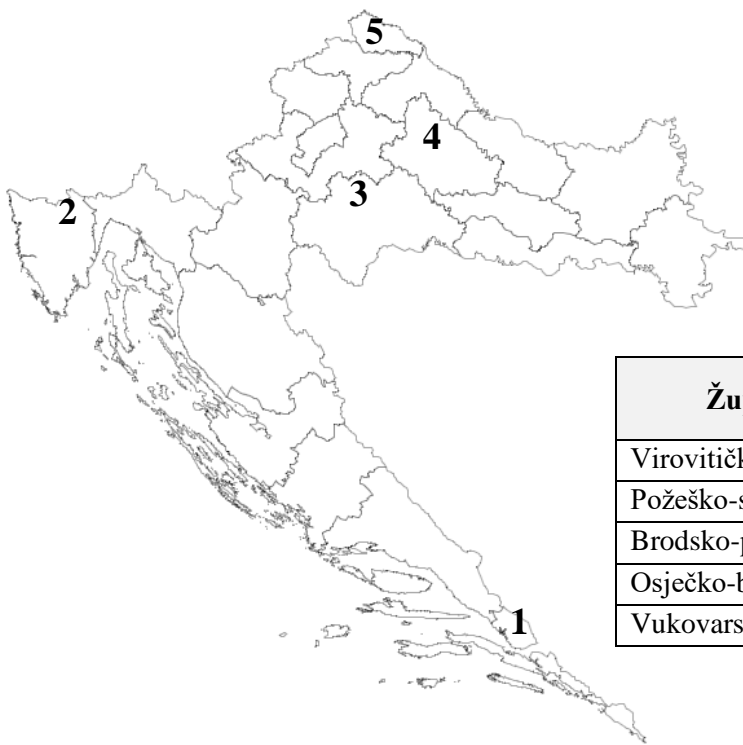 5
4
3
2
Žu
Virovitičk
Požeško-s
Brodsko-p
Osječko-b
Vukovars
1